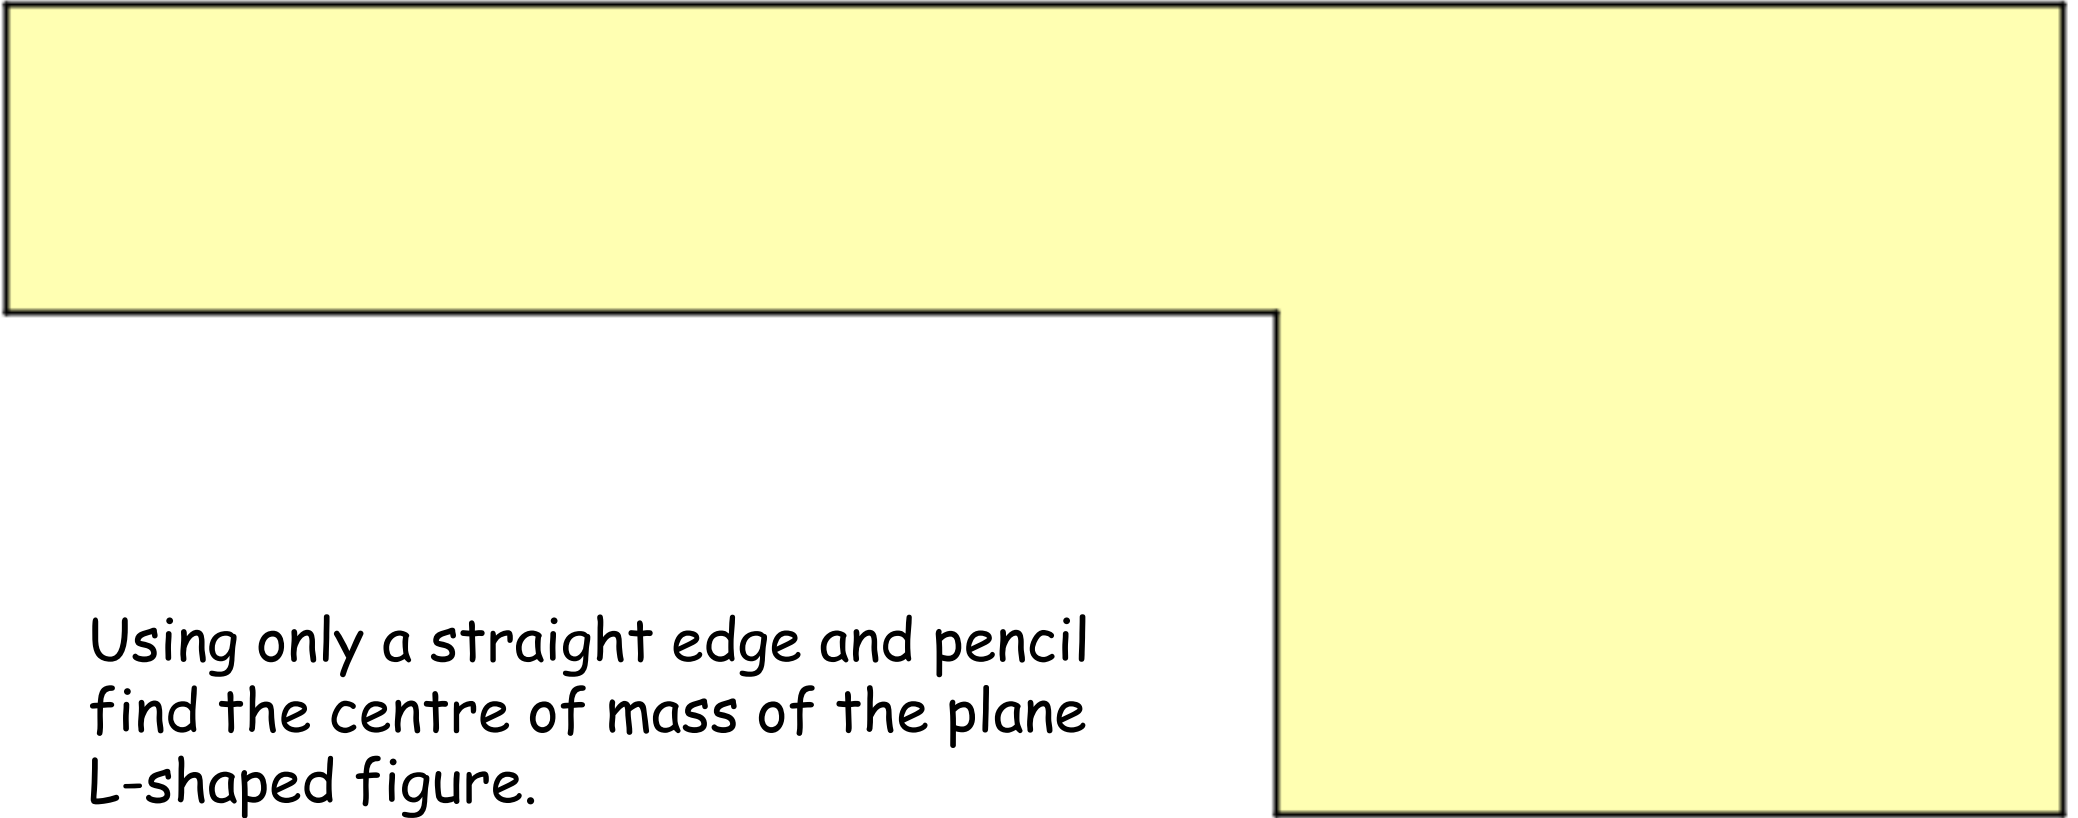 Using only a straight edge and pencil
find the centre of mass of the plane
L-shaped figure.